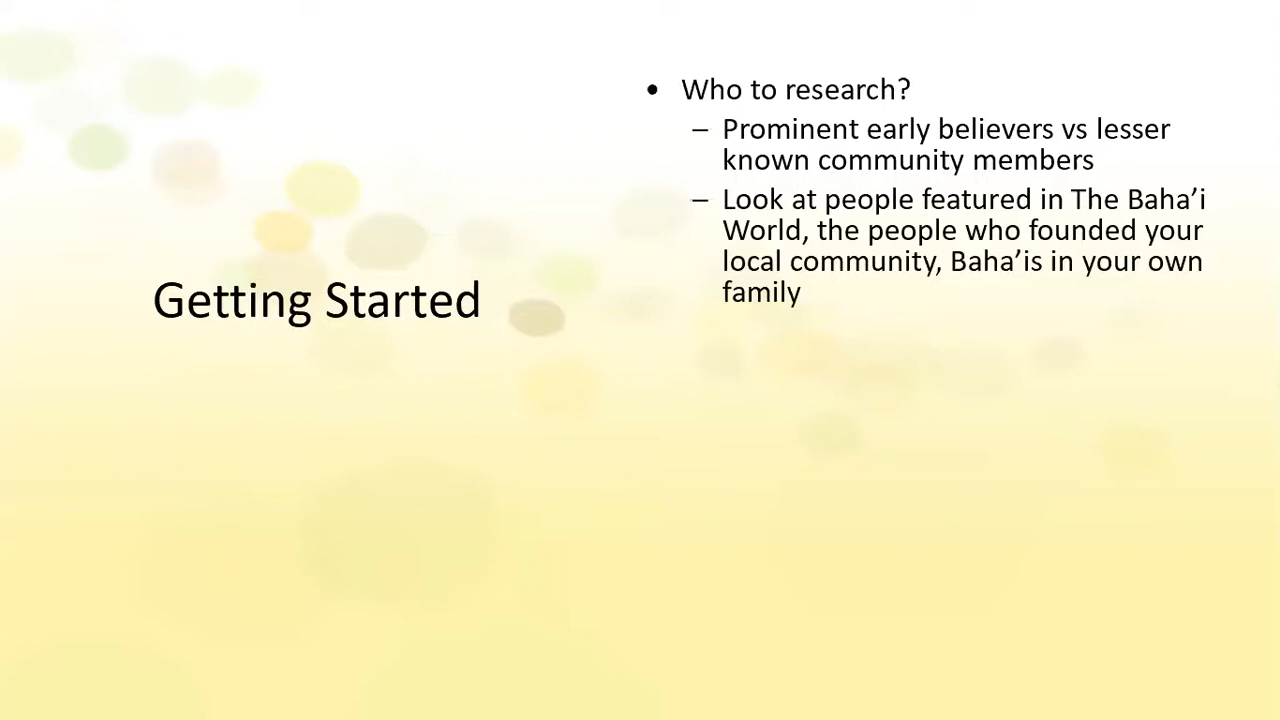 Getting Started
• Who to research?
– Prominent early believers vs lesser
known community members
– Look at people featured in The Baha’i
World, the people who founded your
local community, Baha’is in your own
family